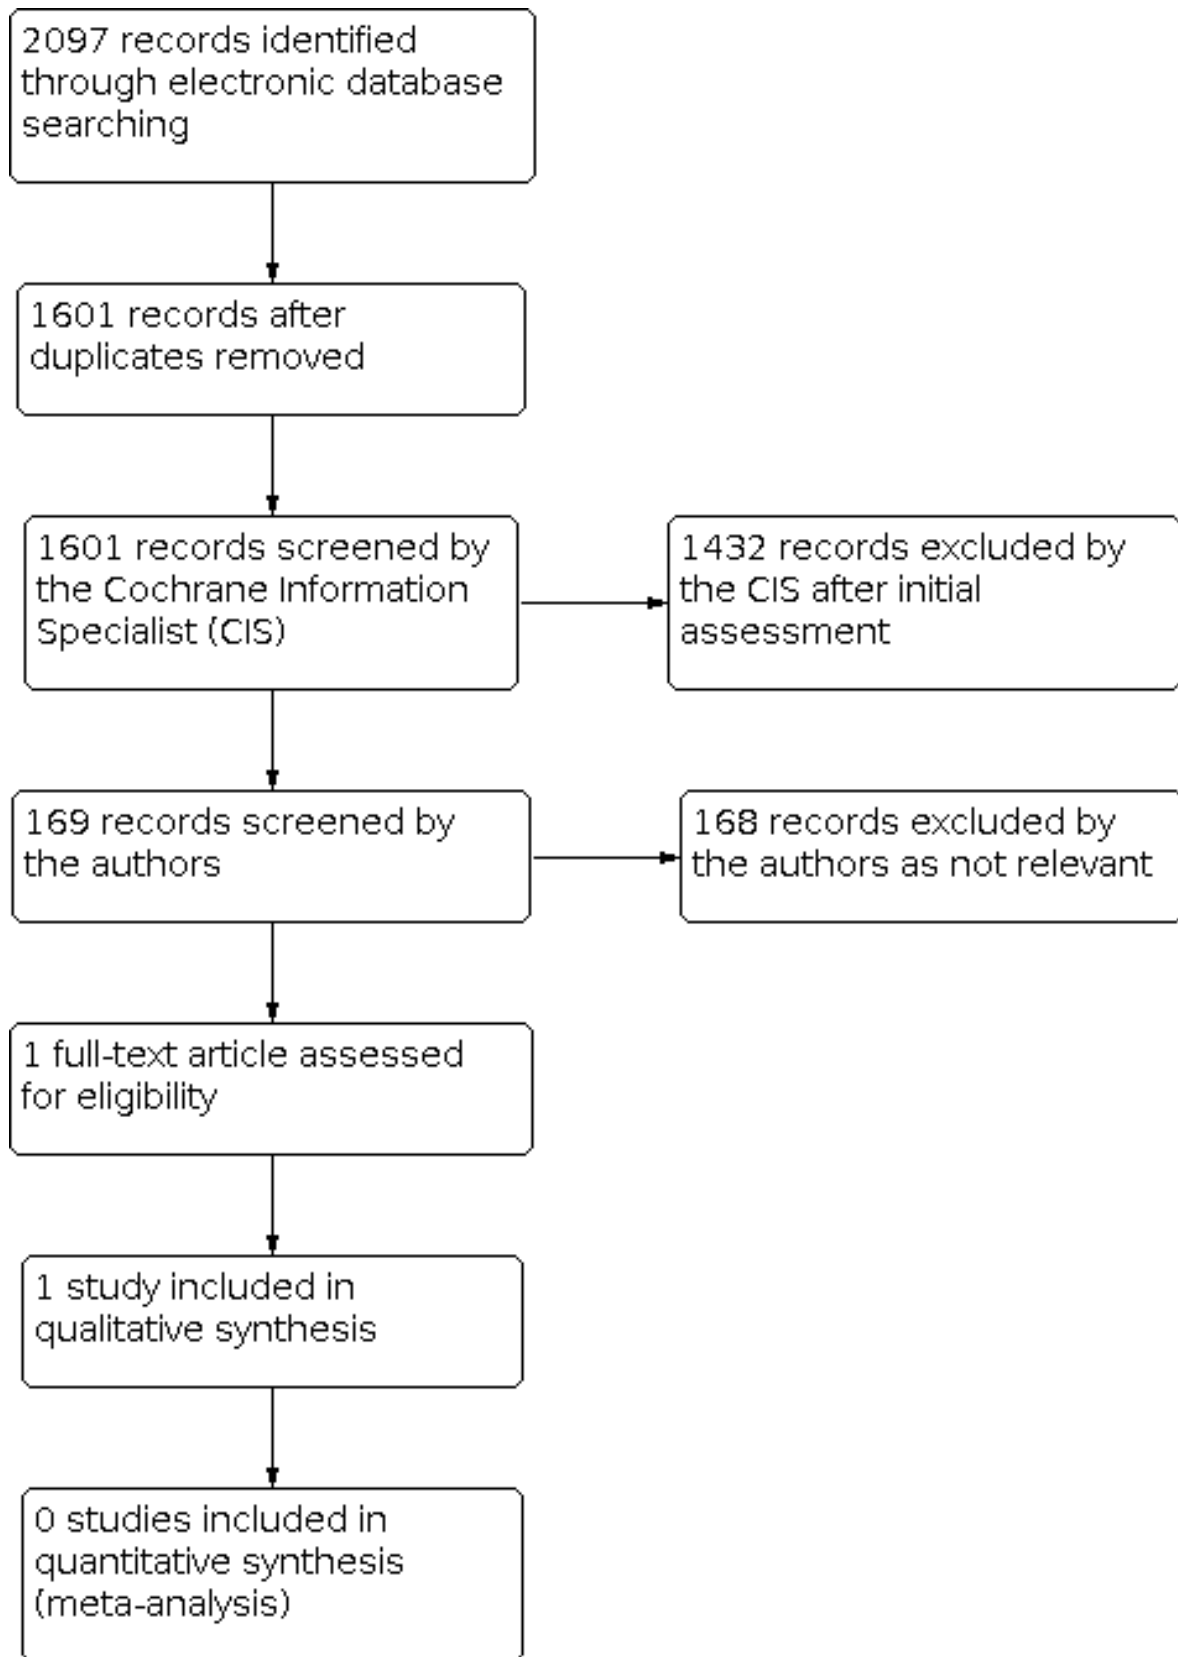 2097 records identified
through electronic database
searching
1601 records after
duplicates removed
1601 records screened by
the Cochrane Information
Specialist (CIS)
1432 records excluded by
the CIS after initial
assessment
169 records screened by
the authors
168 records excluded by
the authors as not relevant
1 full-text article assessed
for eligibility
1 study included in
qualitative synthesis
0 studies included in
quantitative synthesis
(meta-analysis)